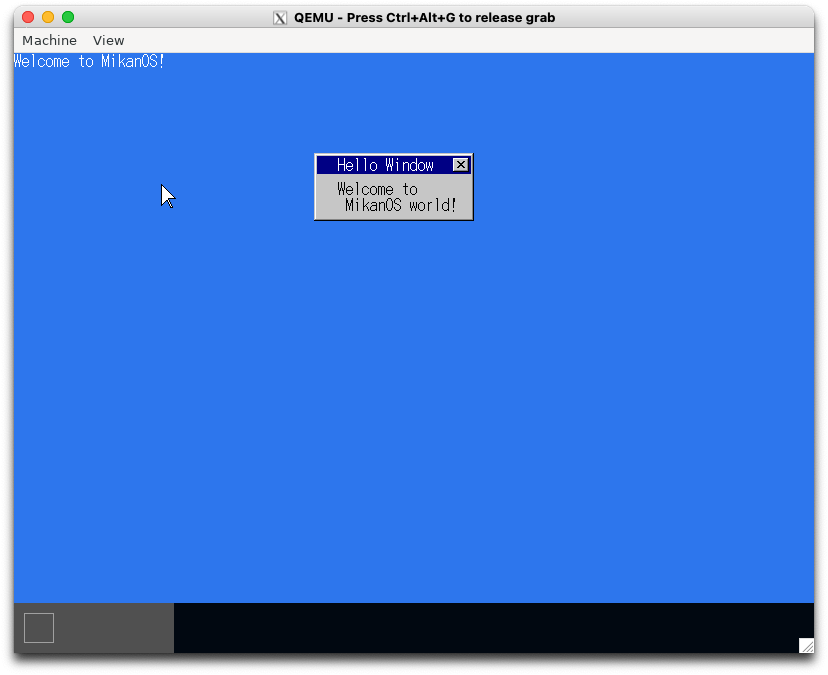 QEMU - Press Ctrl+Alt+G to release grab
Machine View
Welcome to MikanOS!
Hello Window
Welcome to
MikanOS world!